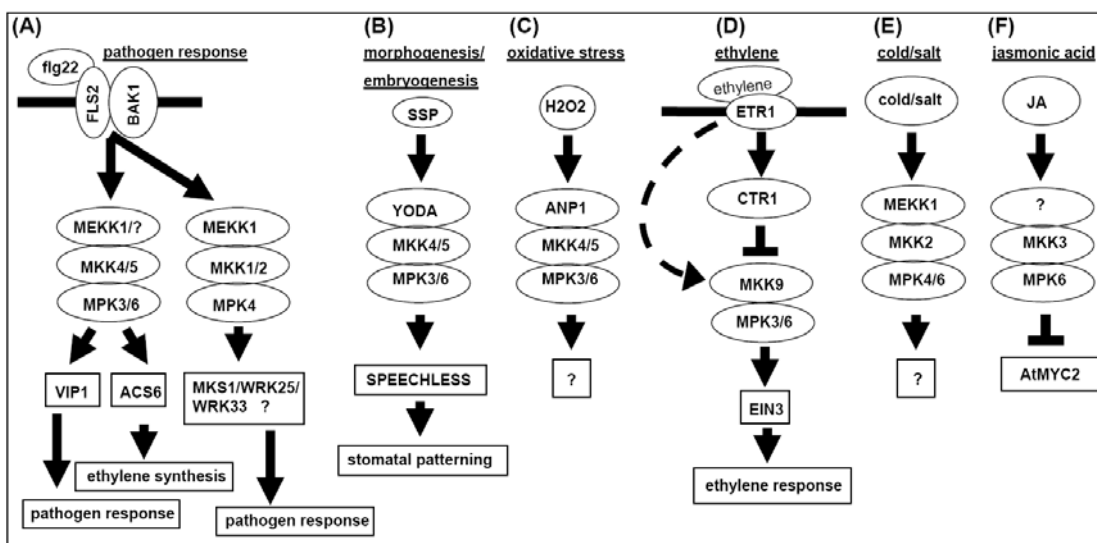 (A)
pathogen response
flg22
FLS2
BAK1
MEKK1/?
MKK4/5
MPK3/6
MEKK1
MKK1/2
MPK4
VIP1
ACS6
MKS1/WRK25/
WRK33 ?
ethylene synthesis
pathogen response
pathogen response
(B)
morphogenesis/
embryogenesis
SSP
YODA
MKK4/5
MPK3/6
SPEECHLESS
stomatal patterning
(C)
oxidative stress
H2O2
ANP1
MKK4/5
MPK3/6
?
(D)
ethylene
ethylene
ETR1
CTR1
MKK9
MPK3/6
EIN3
ethylene response
(E)
cold/salt
cold/salt
MEKK1
MKK2
MPK4/6
?
(F)
jasmonic acid
JA
?
MKK3
MPK6
AtMYC2